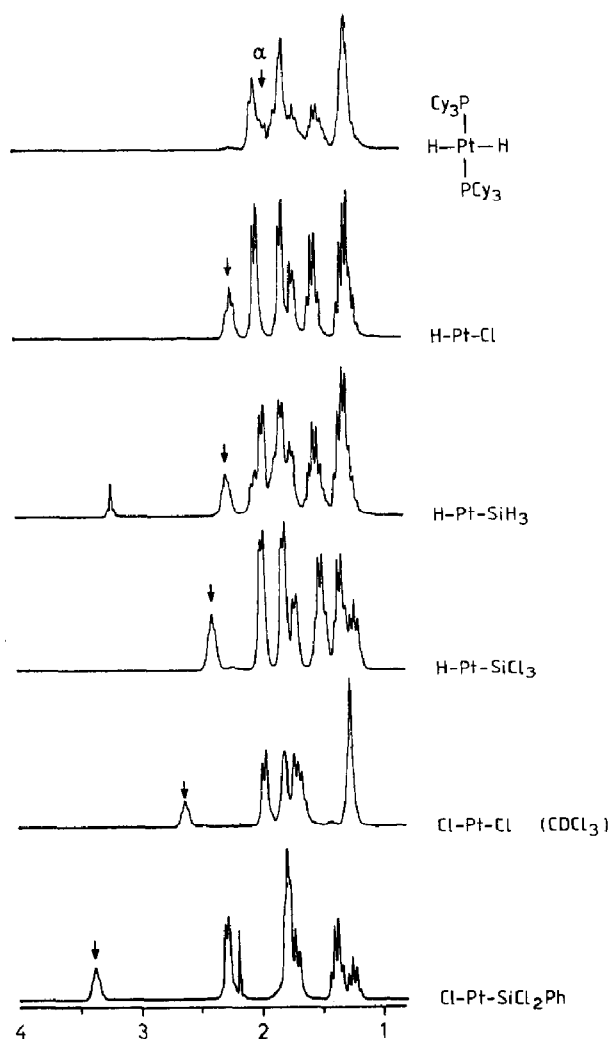 α
Cy₃P
H-Pt-H
PCy₃
H-Pt-Cl
H-Pt-SiH₃
H-Pt-SiCl₃
Cl-Pt-Cl (CDCl₃)
Cl-Pt-SiCl₂Ph
4 3 2 1